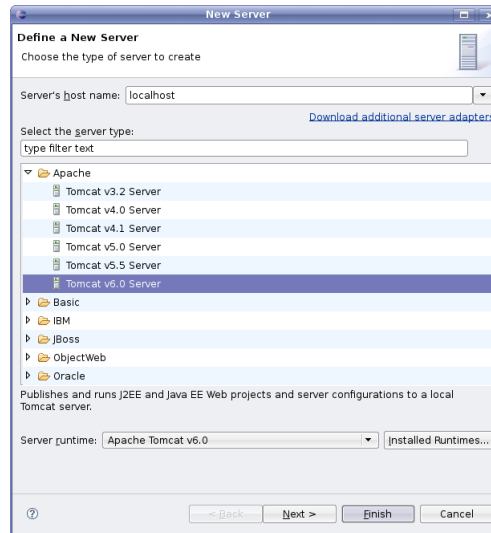 New Server
Define a New Server
Choose the type of server to create
Server's host name: localhost
Download additional server adapters
Select the server type:
type filter text
Apache
Tomcat v3.2 Server
Tomcat v4.0 Server
Tomcat v4.1 Server
Tomcat v5.0 Server
Tomcat v5.5 Server
Tomcat v6.0 Server
Basic
IBM
JBoss
ObjectWeb
Oracle
Publishes and runs J2EE and Java EE Web projects and server configurations to a local
Tomcat server.
Server runtime: Apache Tomcat v6.0 Installed Runtimes...
< Back Next > Finish Cancel